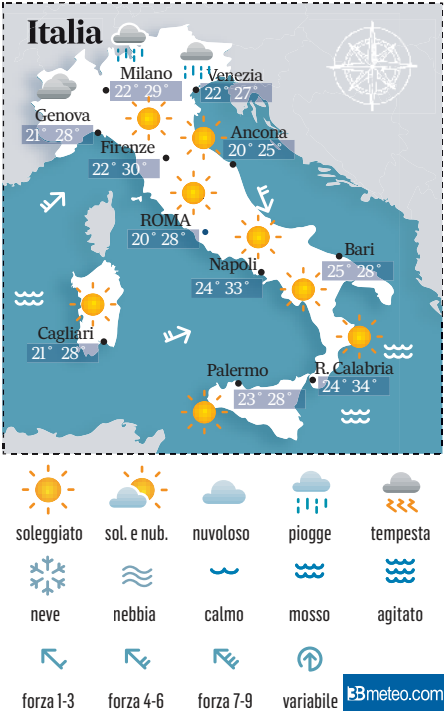 Italia
Milano
22° 29°
Venezia
22° 27°
Genova
21° 28°
Firenze
22° 30°
Ancona
20° 25°
ROMA
20° 28°
Bari
25° 28°
Napoli
24° 33°
Cagliari
21° 28°
Palermo
23° 28°
R. Calabria
24° 34°
soleggiato sol. e nub. nuvoloso piogge tempesta
neve nebbia calmo mosso agitato
forza 1-3 forza 4-6 forza 7-9 variabile
3Bmeteo.com